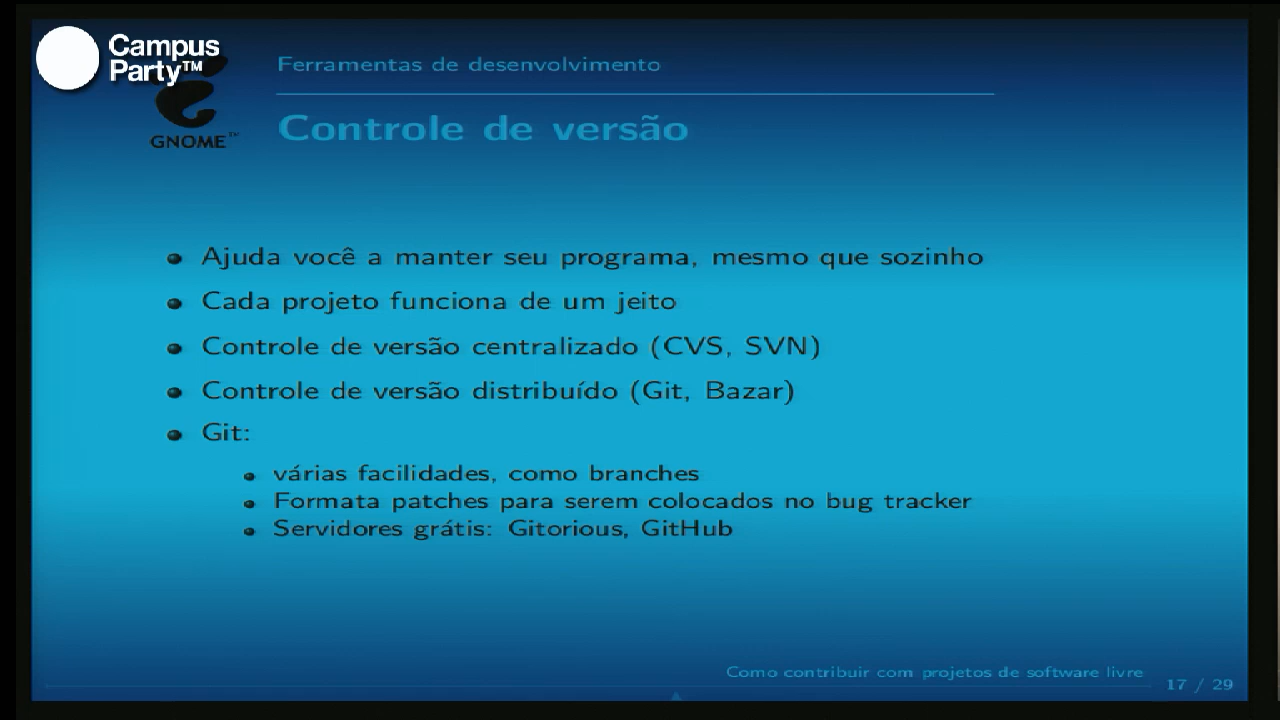 Campus
Party™
GNOME™
Ferramentas de desenvolvimento
Controle de versão
Ajuda você a manter seu programa, mesmo que sozinho
Cada projeto funciona de um jeito
Controle de versão centralizado (CVS, SVN)
Controle de versão distribuído (Git, Bazar)
Git:
várias facilidades, como branches
Formata patches para serem colocados no bug tracker
Servidores grátis: Gitorious, GitHub
Como contribuir com projetos de software livre
17 / 29